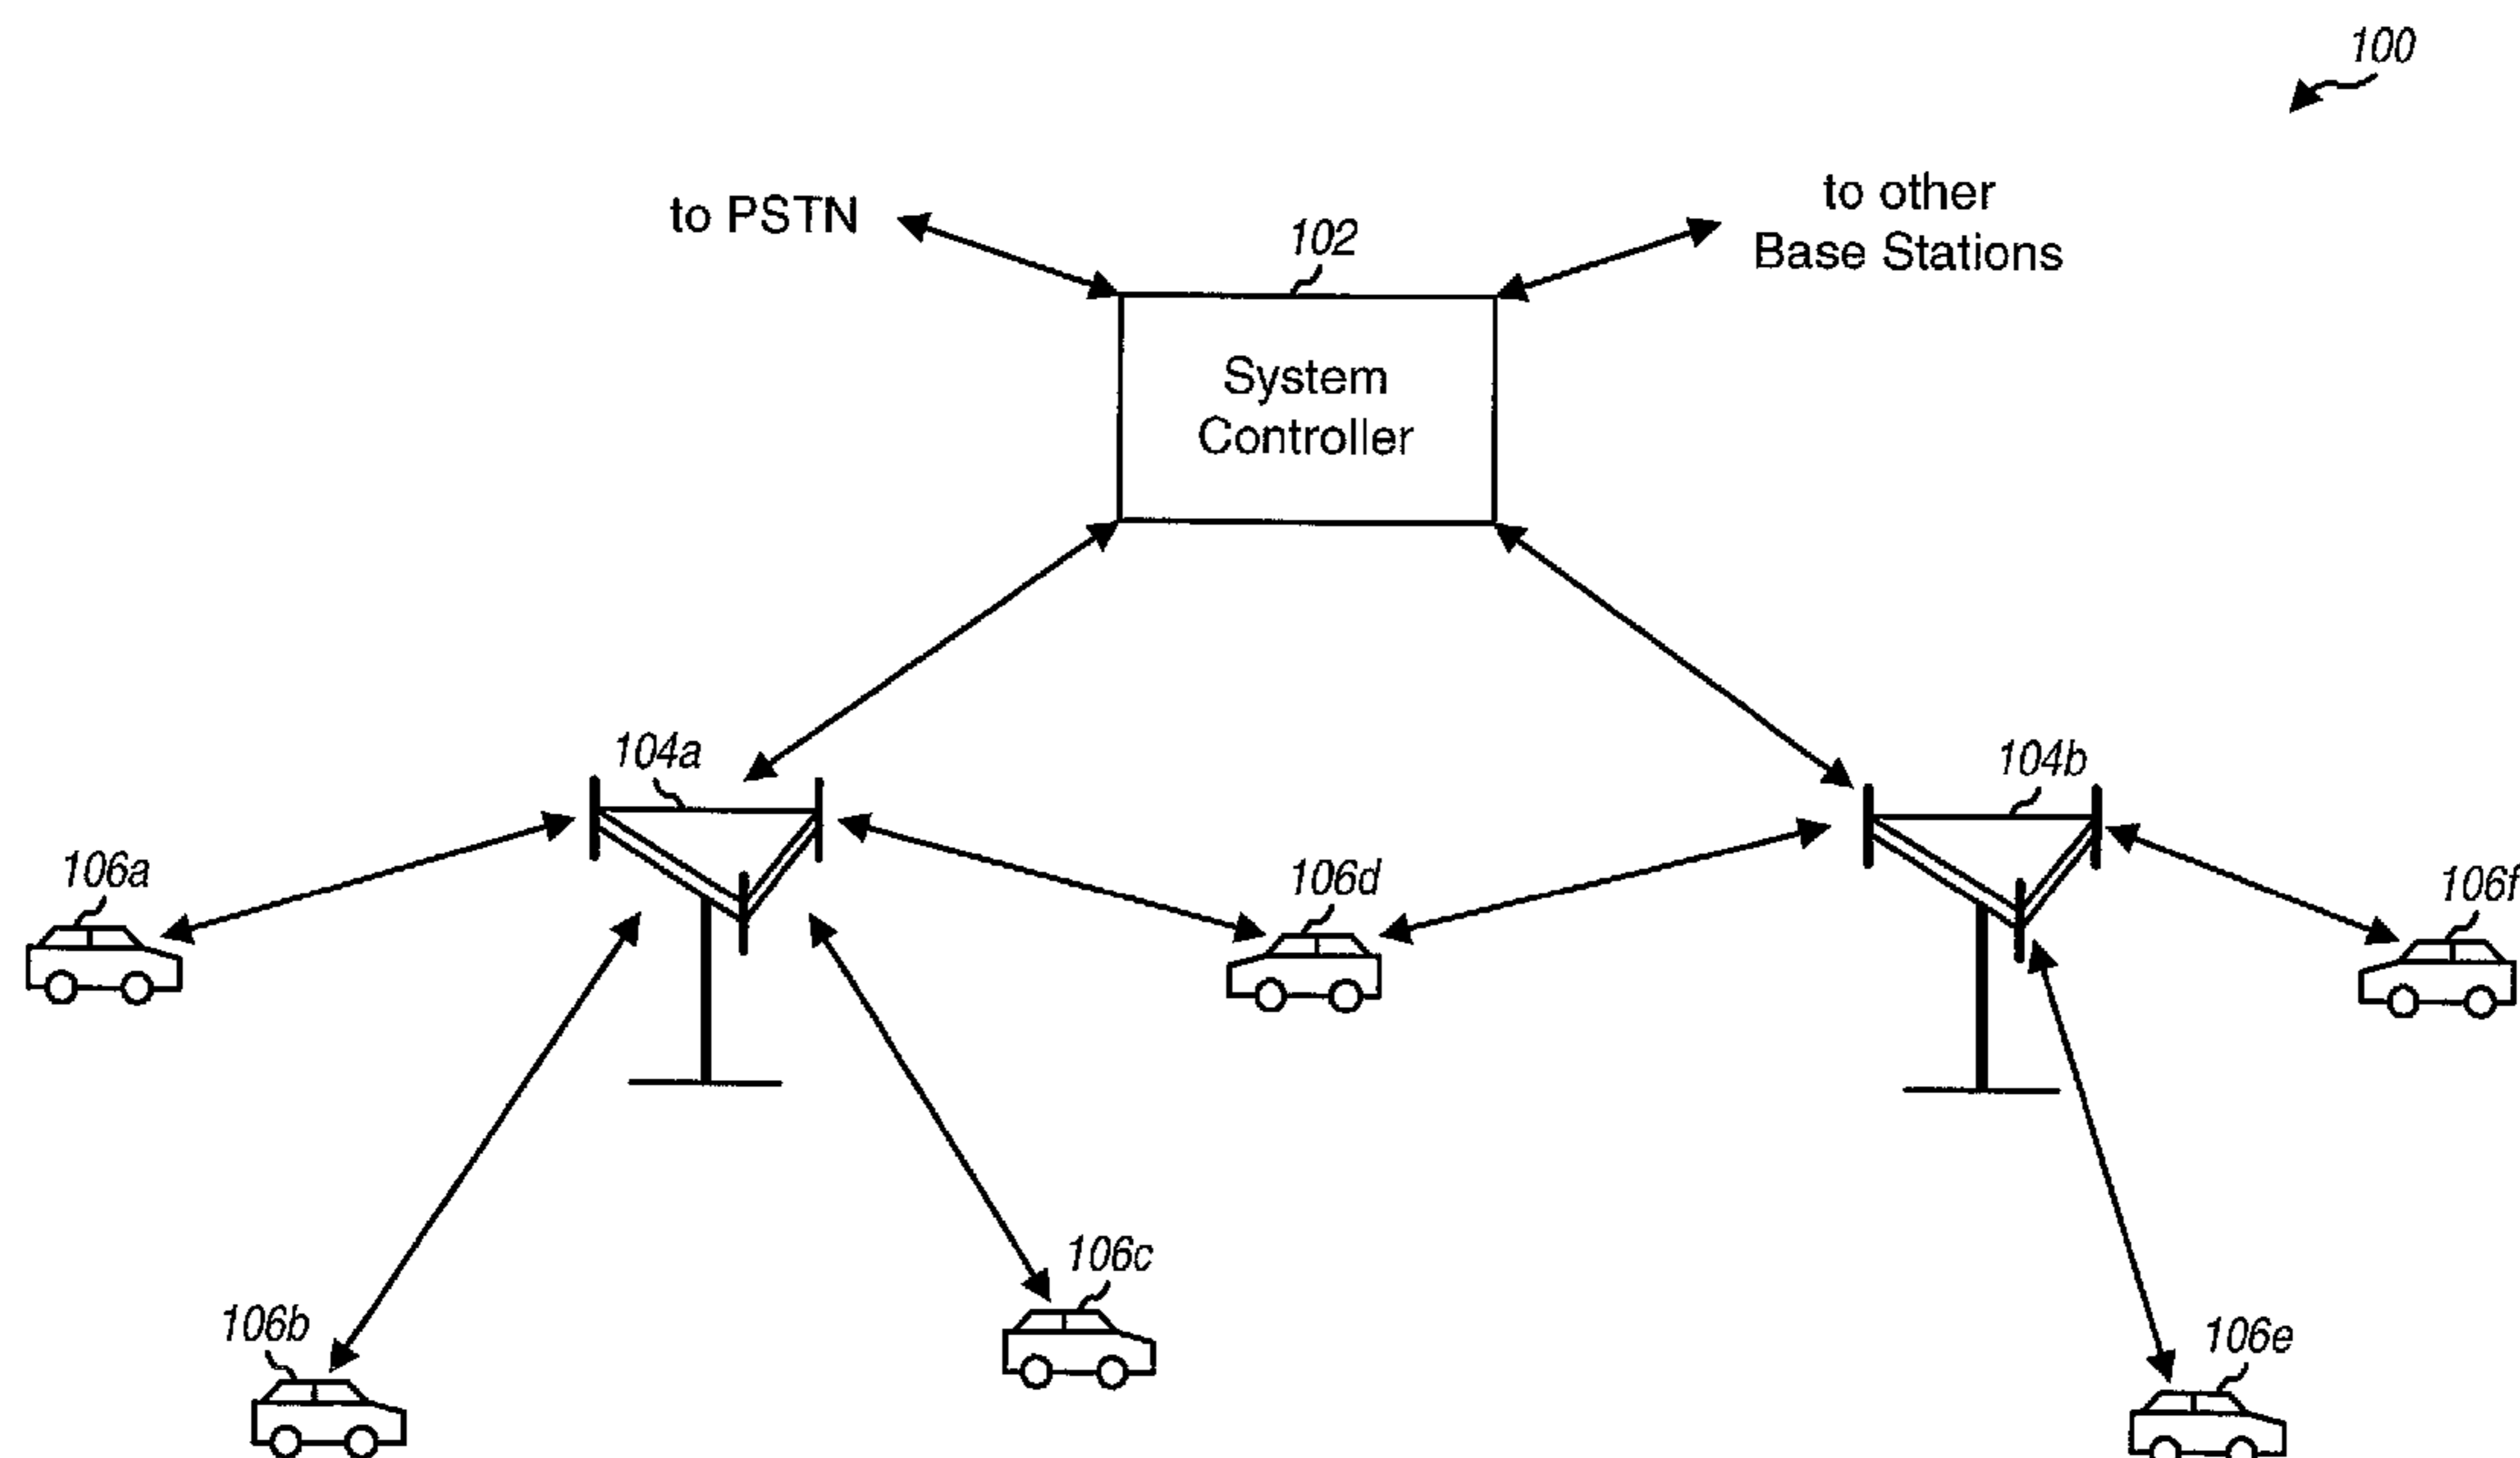 100
to PSTN
102
to other
Base Stations
System
Controller
104a
104b
106a
106d
106f
106c
106b
106e